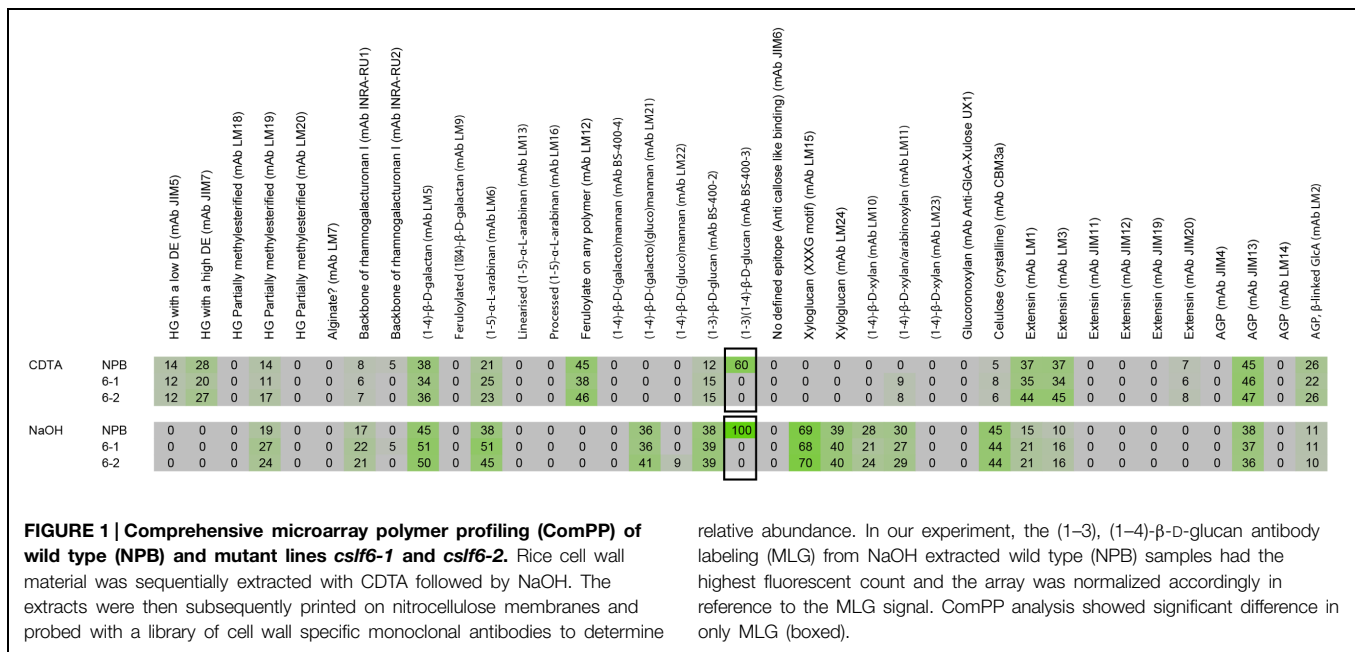 HG with a low DE (mAb JIM5)
HG with a high DE (mAb JIM7)
HG Partially methylesterified (mAb LM18)
HG Partially methylesterified (mAb LM19)
HG Partially methylesterified (mAb LM20)
Alginate? (mAb LM7)
Backbone of rhamnogalacturonan I (mAb INRA-RU1)
Backbone of rhamnogalacturonan I (mAb INRA-RU2)
(1-4)-β-D-galactan (mAb LM5)
Feruloylated (1®4)-β-D-galactan (mAb LM9)
(1-5)-α-L-arabinan (mAb LM6)
Linearised (1-5)-α-L-arabinan (mAb LM13)
Processed (1-5)-α-L-arabinan (mAb LM16)
Feruloylate on any polymer (mAb LM12)
(1-4)-β-D-(galacto)mannan (mAb BS-400-4)
(1-4)-β-D-(galacto)(gluco)mannan (mAb LM21)
(1-4)-β-D-(gluco)mannan (mAb LM22)
(1-3)-β-D-glucan (mAb BS-400-2)
(1-3)(1-4)-β-D-glucan (mAb BS-400-3)
No defined epitope (Anti callose like binding) (mAb JIM6)
Xyloglucan (XXXG motif) (mAb LM15)
Xyloglucan (mAb LM24)
(1-4)-β-D-xylan (mAb LM10)
(1-4)-β-D-xylan/arabinoxylan (mAb LM11)
(1-4)-β-D-xylan (mAb LM23)
Gluoronoxylan (mAb Anti-GlcA-Xulose UX1)
Celulose (crystalline) (mAb CBM3a)
Extensin (mAb LM1)
Extensin (mAb LM3)
Extensin (mAb JIM11)
Extensin (mAb JIM12)
Extensin (mAb JIM19)
Extensin (mAb JIM20)
AGP (mAb JIM4)
AGP (mAb JIM13)
AGP (mAb LM14)
AGP, β-linked GlcA (mAb LM2)
CDTA NPB 14 28 0 14 0 0 8 5 38 0 21 0 0 45 0 0 0 12 60 0 0 0 0 0 0 0 5 37 37 0 0 0 7 0 45 0 26
6-1 12 20 0 11 0 0 6 0 34 0 25 0 0 38 0 0 0 15 0 0 0 0 0 9 0 0 8 35 34 0 0 0 6 0 46 0 22
6-2 12 27 0 17 0 0 7 0 36 0 23 0 0 46 0 0 0 15 0 0 0 0 0 8 0 0 6 44 45 0 0 0 8 0 47 0 26
NaOH NPB 0 0 0 19 0 0 17 0 45 0 38 0 0 0 0 36 0 38 100 0 69 39 28 30 0 0 45 15 10 0 0 0 0 0 38 0 11
6-1 0 0 0 27 0 0 22 5 51 0 51 0 0 0 0 36 0 39 0 0 68 40 21 27 0 0 44 21 16 0 0 0 0 0 37 0 11
6-2 0 0 0 24 0 0 21 0 50 0 45 0 0 0 0 41 9 39 0 0 70 40 24 29 0 0 44 21 16 0 0 0 0 0 36 0 10
FIGURE 1 | Comprehensive microarray polymer profiling (ComPP) of
wild type (NPB) and mutant lines cslf6-1 and cslf6-2. Rice cell wall
material was sequentially extracted with CDTA followed by NaOH. The
extracts were then subsequently printed on nitrocellulose membranes and
probed with a library of cell wall specific monoclonal antibodies to determine
relative abundance. In our experiment, the (1–3), (1–4)-β-D-glucan antibody
labeling (MLG) from NaOH extracted wild type (NPB) samples had the
highest fluorescent count and the array was normalized accordingly in
reference to the MLG signal. ComPP analysis showed significant difference in
only MLG (boxed).